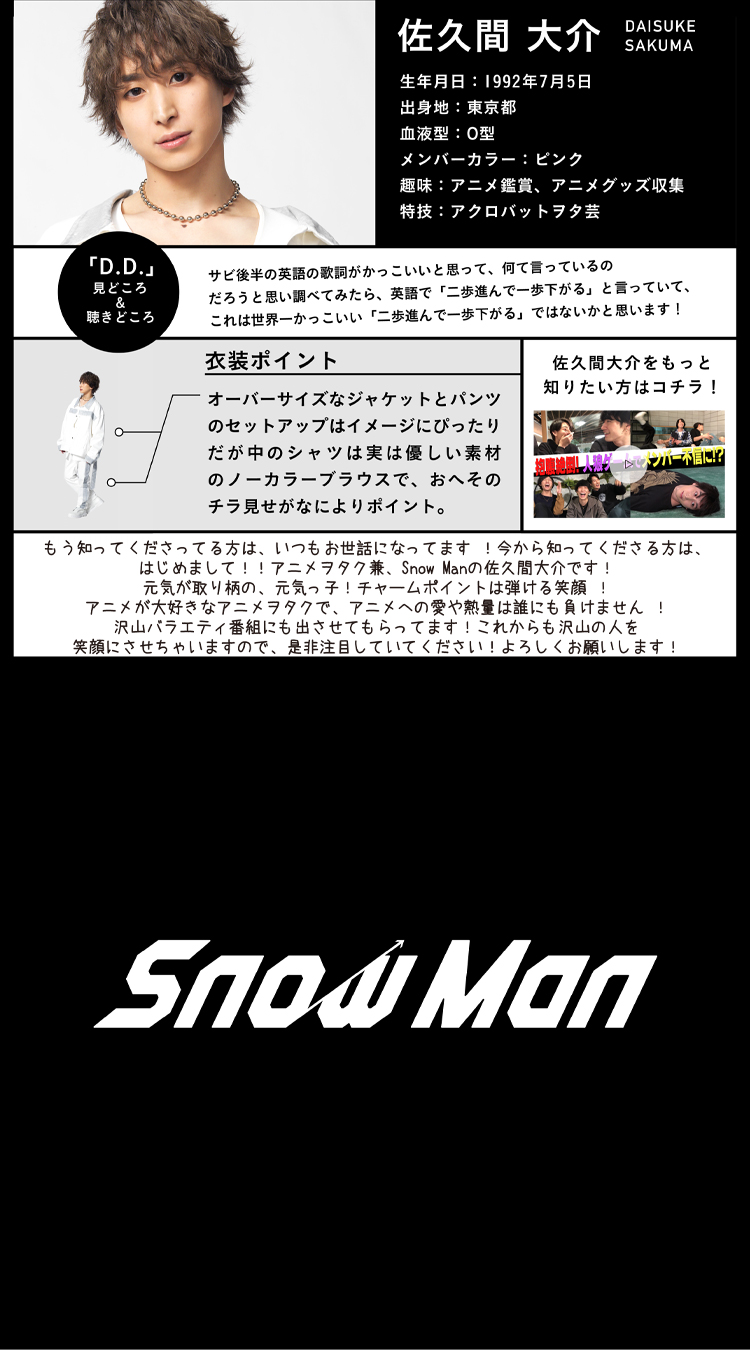 佐久間 大介 DAISUKE SAKUMA
生年月日：1992年7月5日
出身地：東京都
血液型：O型
メンバーカラー：ピンク
趣味：アニメ鑑賞、アニメグッズ収集
特技：アクロバットヲタ芸
「D.D.」
見どころ
&
聴きどころ
サビ後半の英語の歌詞がかっこいいと思って、何て言っているの
だろうと思い調べてみたら、英語で「二歩進んで一歩下がる」と言っていて、
これは世界一かっこいい「二歩進んで一歩下がる」ではないかと思います！
衣装ポイント
オーバーサイズなジャケットとパンツ
のセットアップはイメージにぴったり
だが中のシャツは実は優しい素材
のノーカラーブラウスで、おへその
チラ見せがなによりポイント。
佐久間大介をもっと
知りたい方はコチラ！
抱腹絶倒！人狼ゲームでメンバー不信に!?
もう知ってくださってる方は、いつもお世話になってます ！今から知ってくださる方は、
はじめまして！！アニメヲタク兼、Snow Manの佐久間大介です！
元気が取り柄の、元気っ子！チャームポイントは弾ける笑顔 ！
アニメが大好きなアニメヲタクで、アニメへの愛や熱量は誰にも負けません ！
沢山バラエティ番組にも出させてもらってます！これからも沢山の人を
笑顔にさせちゃいますので、是非注目していてください！よろしくお願いします！
Snow Man